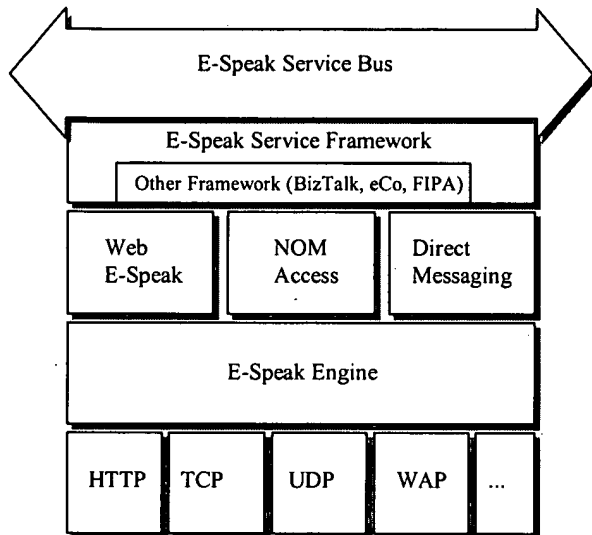 E-Speak Service Bus
E-Speak Service Framework
Other Framework (BizTalk, eCo, FIPA)
Web
E-Speak
NOM
Access
Direct
Messaging
E-Speak Engine
HTTP
TCP
UDP
WAP
...